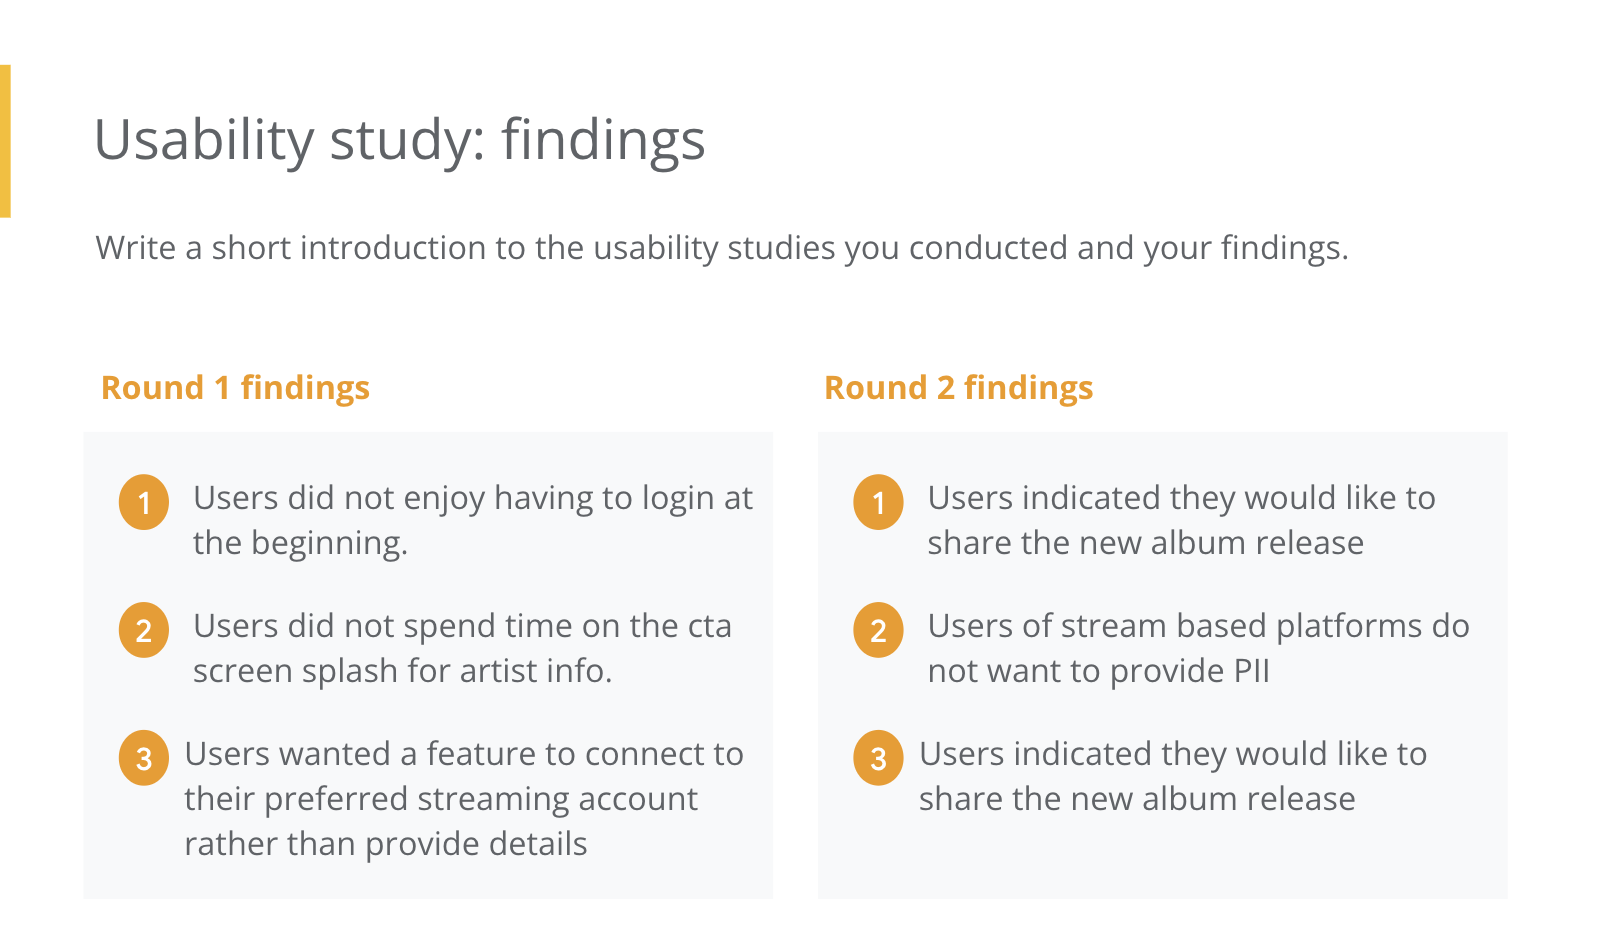 Usability study: findings
Write a short introduction to the usability studies you conducted and your findings.
Round 1 findings
1 Users did not enjoy having to login at
the beginning.
2 Users did not spend time on the cta
screen splash for artist info.
3 Users wanted a feature to connect to
their preferred streaming account
rather than provide details
Round 2 findings
1 Users indicated they would like to
share the new album release
2 Users of stream based platforms do
not want to provide PII
3 Users indicated they would like to
share the new album release